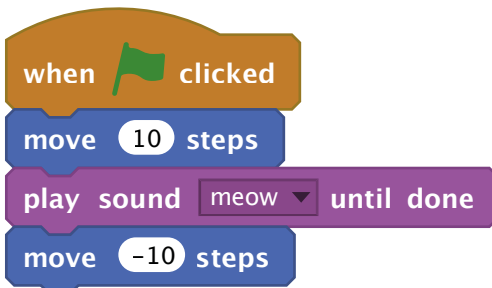 when clicked
move 10 steps
play sound meow until done
move -10 steps